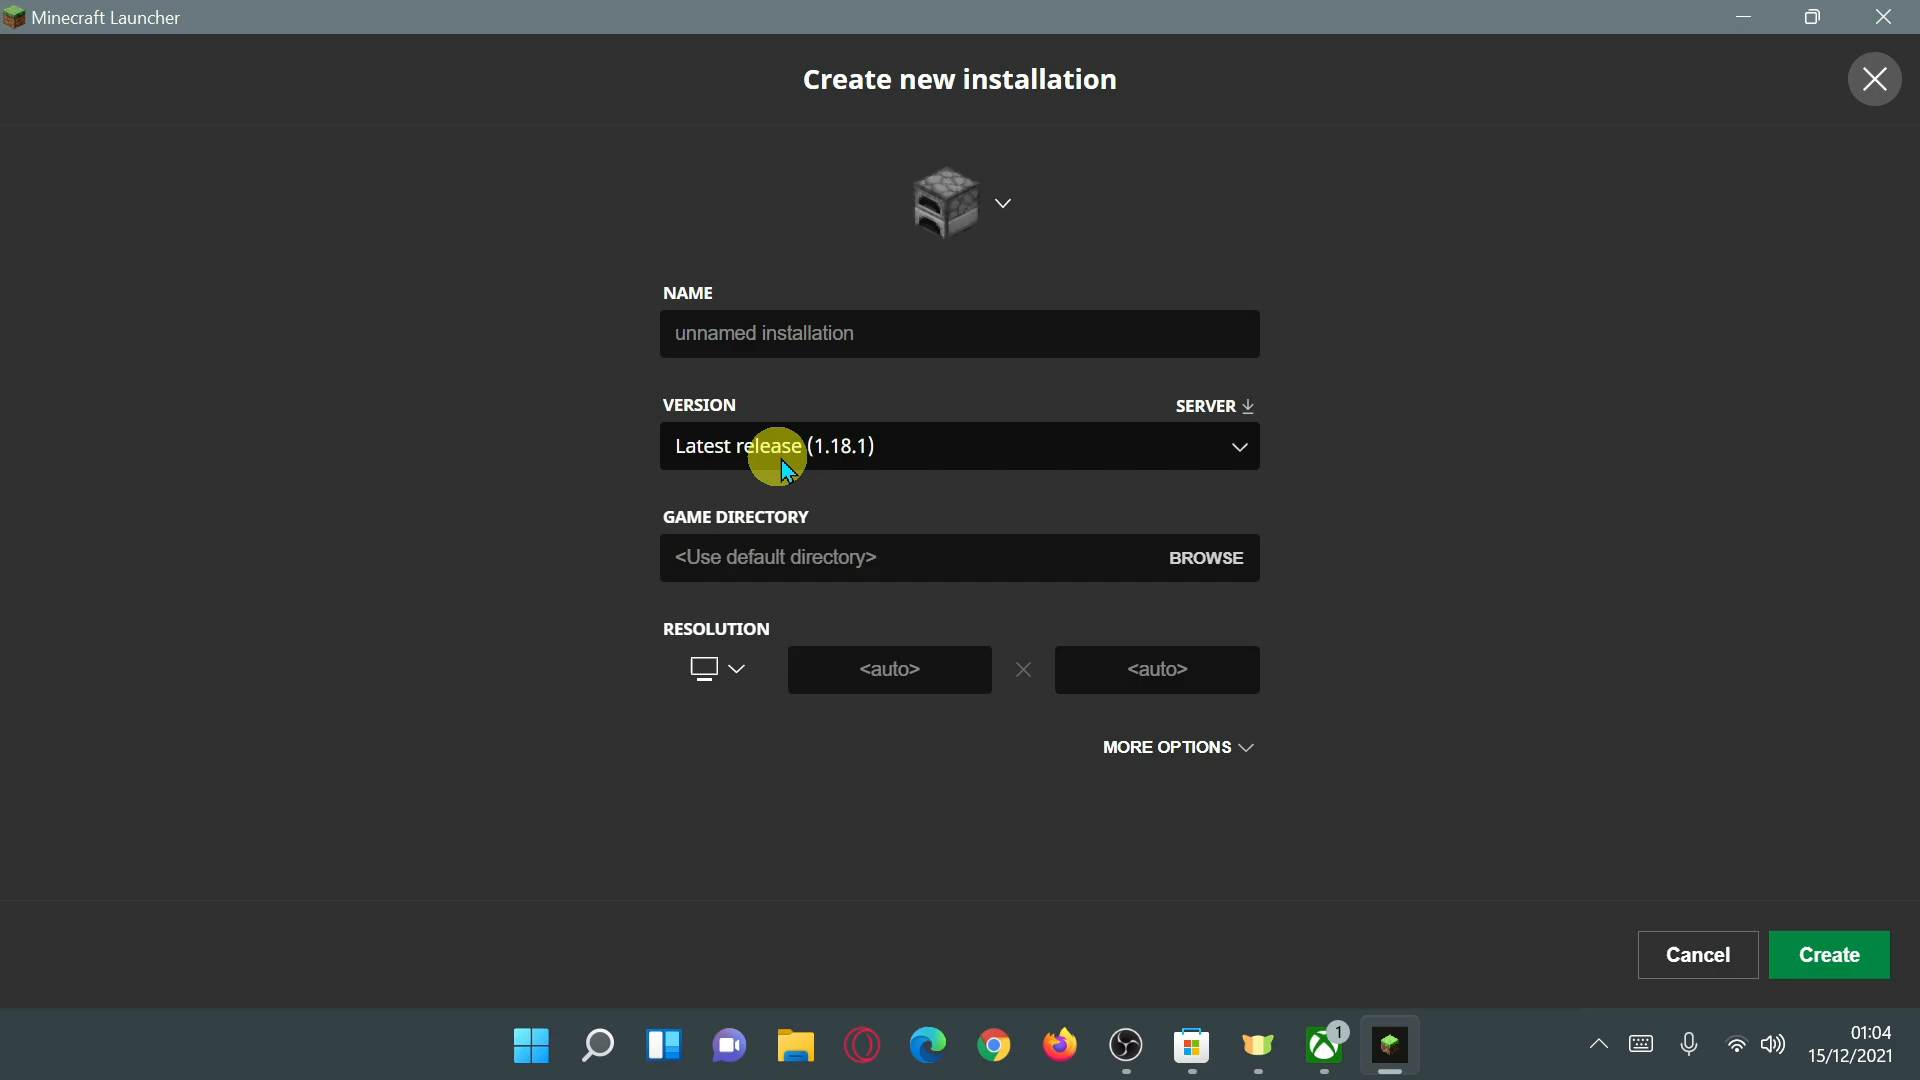 Minecraft Launcher
Create new installation
NAME
unnamed installation
VERSION
SERVER
Latest release (1.18.1)
GAME DIRECTORY
<Use default directory>
BROWSE
RESOLUTION
<auto>
<auto>
MORE OPTIONS
Cancel
Create
1
01:04
15/12/2021